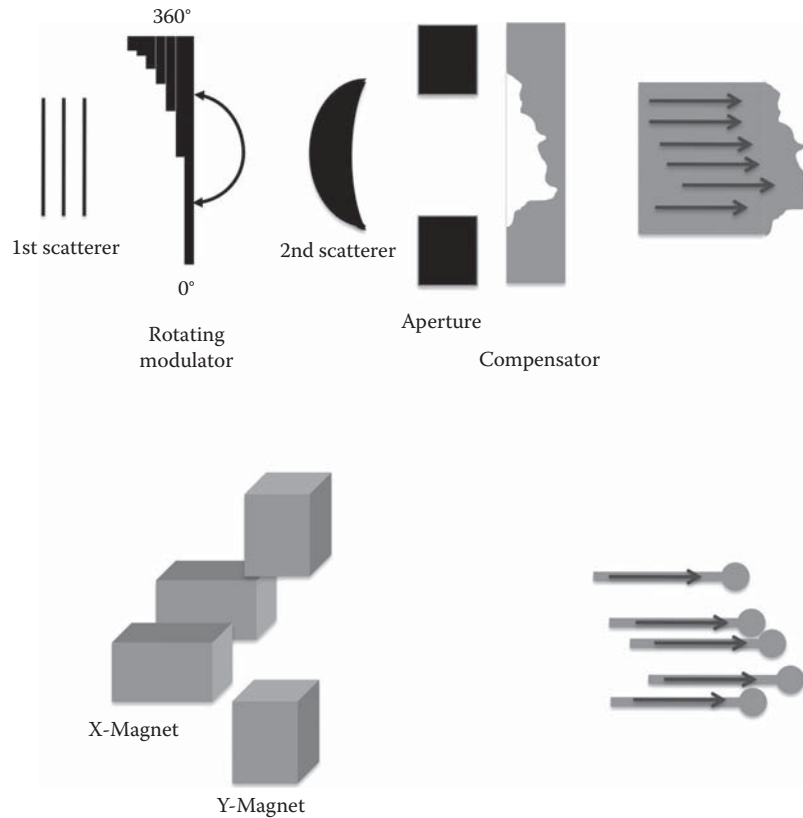 360°
1st scatterer
2nd scatterer
0°
Aperture
Rotating
modulator
Compensator
X-Magnet
Y-Magnet